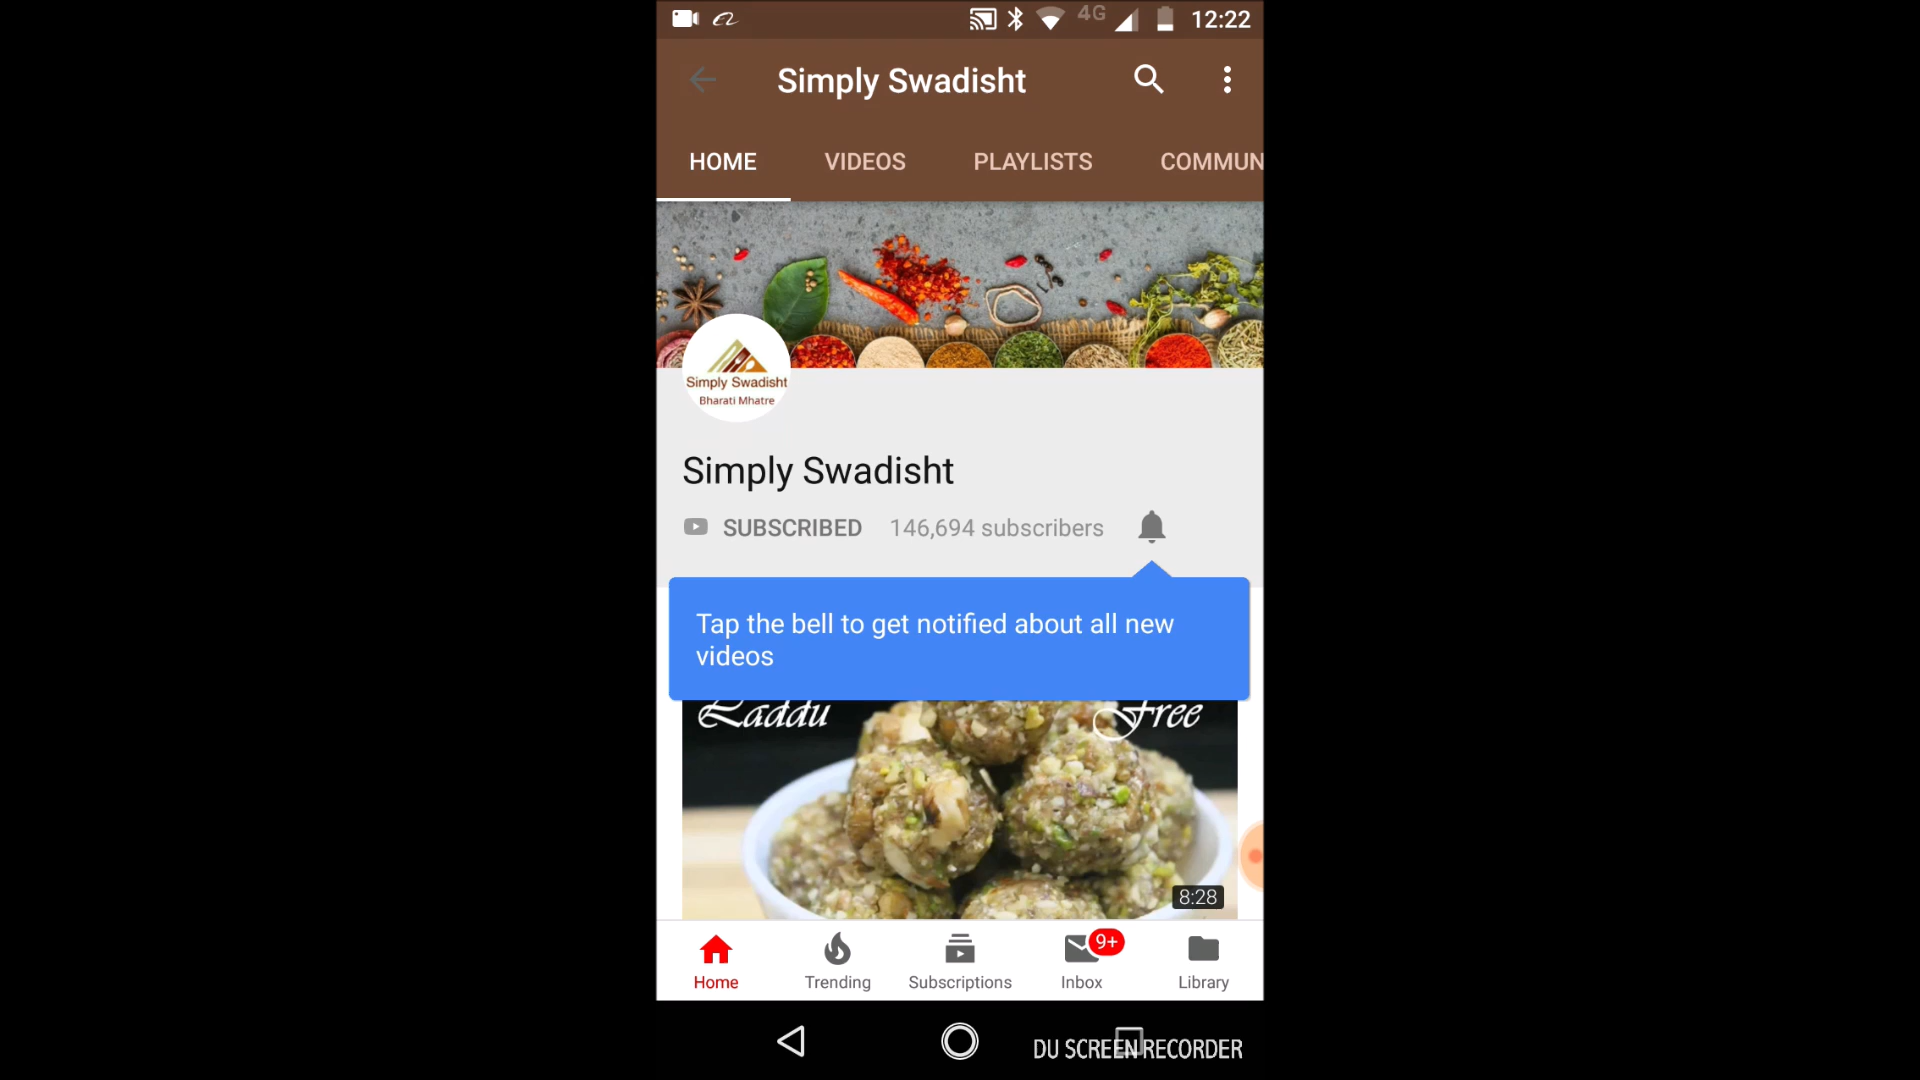 4G 12:22
Simply Swadisht
HOME VIDEOS PLAYLISTS COMMUN
Simply Swadisht
Bharati Mhatre
Simply Swadisht
SUBSCRIBED 146,694 subscribers
Tap the bell to get notified about all new
videos
Laddu Free
8:28
9+
Home Trending Subscriptions Inbox Library
DU SCREEN RECORDER